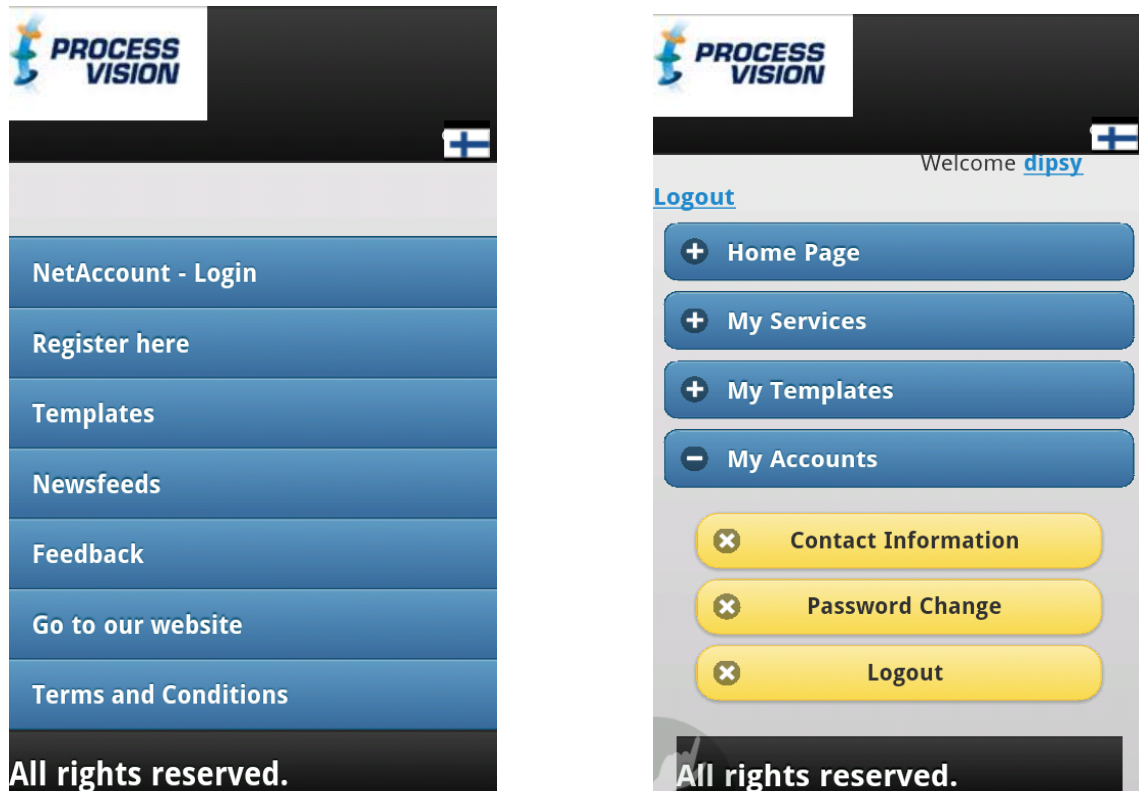 PROCESS
VISION
NetAccount - Login
Register here
Templates
Newsfeeds
Feedback
Go to our website
Terms and Conditions
All rights reserved.
PROCESS
VISION
Welcome dipsy
Logout
Home Page
My Services
My Templates
My Accounts
Contact Information
Password Change
Logout
All rights reserved.